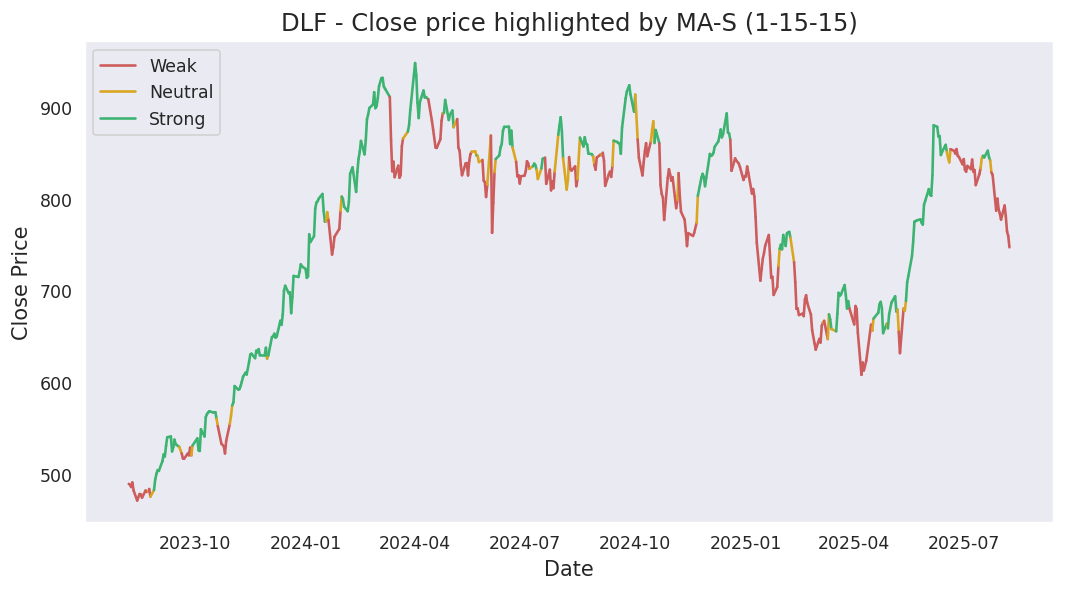 DLF - Close price highlighted by MA-S (1-15-15)
Weak
Neutral
Strong
Close Price
900
800
700
600
500
2023-10
2024-01
2024-04
2024-07
2024-10
2025-01
2025-04
2025-07
Date